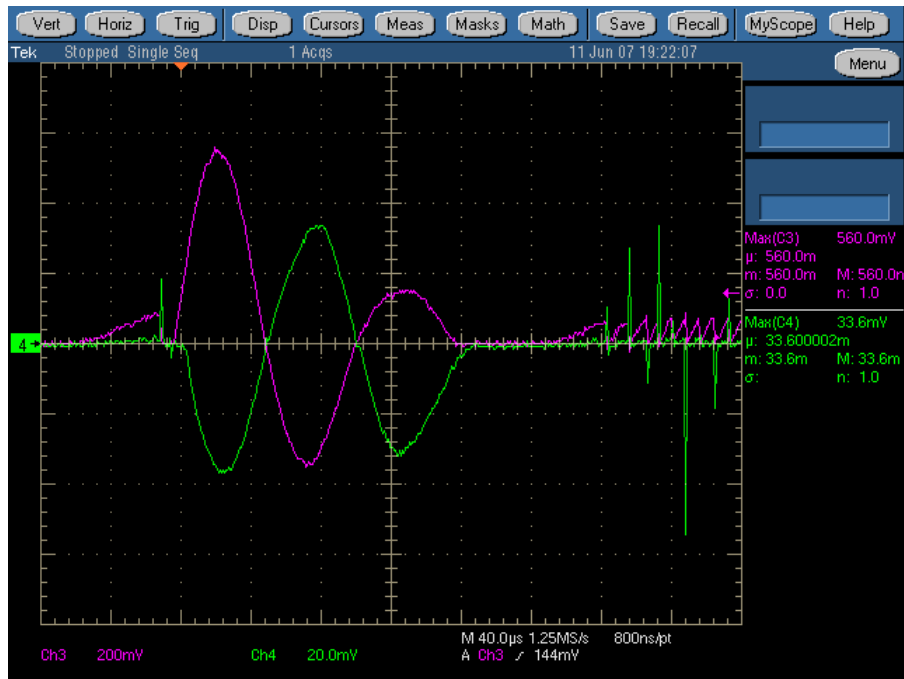 Vert Horiz Trig Disp Cursors Meas Masks Math Save Recall MyScope Help
Tek Stopped Single Seq 1 Acqs 11 Jun 07 19:22:07
Menu
Max(C3) 560.0mV
µ: 560.0m
m: 560.0m M: 560.0m
σ: 0.0 n: 1.0
4
Max(C4) 33.6mV
µ: 33.600002m
m: 33.6m M: 33.6m
σ: n: 1.0
M 40.0µs 1.25MS/s 800ns/pt
Ch3 200mV Ch4 20.0mV A Ch3 144mV